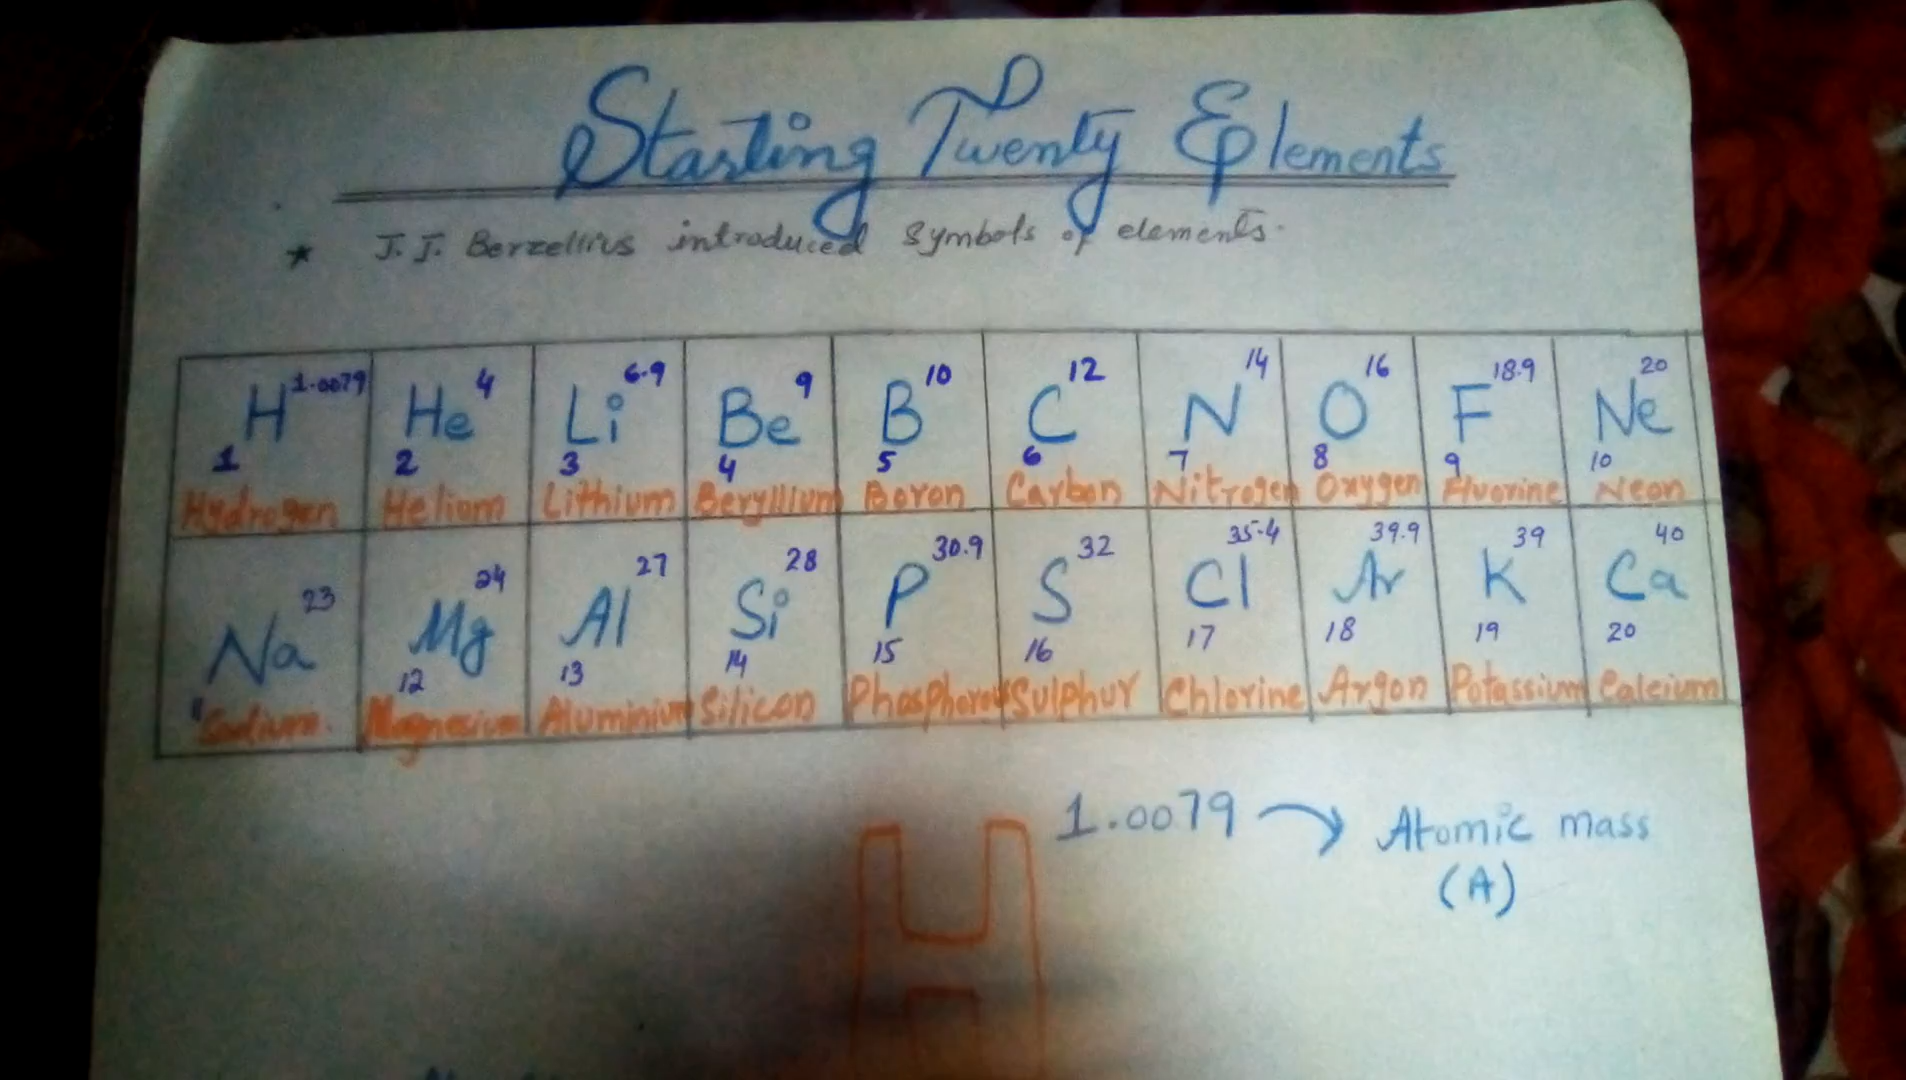 Starting Twenty Elements
★ J.J. Berzellius introduced Symbols of elements.
H 1.0079 1 Hydrogen
He 4 2 Helium
Li 6.9 3 Lithium
Be 9 4 Beryllium
B 10 5 Boron
C 12 6 Carbon
N 14 7 Nitrogen
O 16 8 Oxygen
F 18.9 9 Fluorine
Ne 20 10 Neon
Na 23 Sodium
Mg 24 12 Magnesium
Al 27 13 Aluminium
Si 28 14 Silicon
P 30.9 15 Phosphorous
S 32 16 Sulphur
Cl 35.4 17 Chlorine
Ar 39.9 18 Argon
K 39 19 Potassium
Ca 40 20 Calcium
H 1.0079 → Atomic mass
(A)